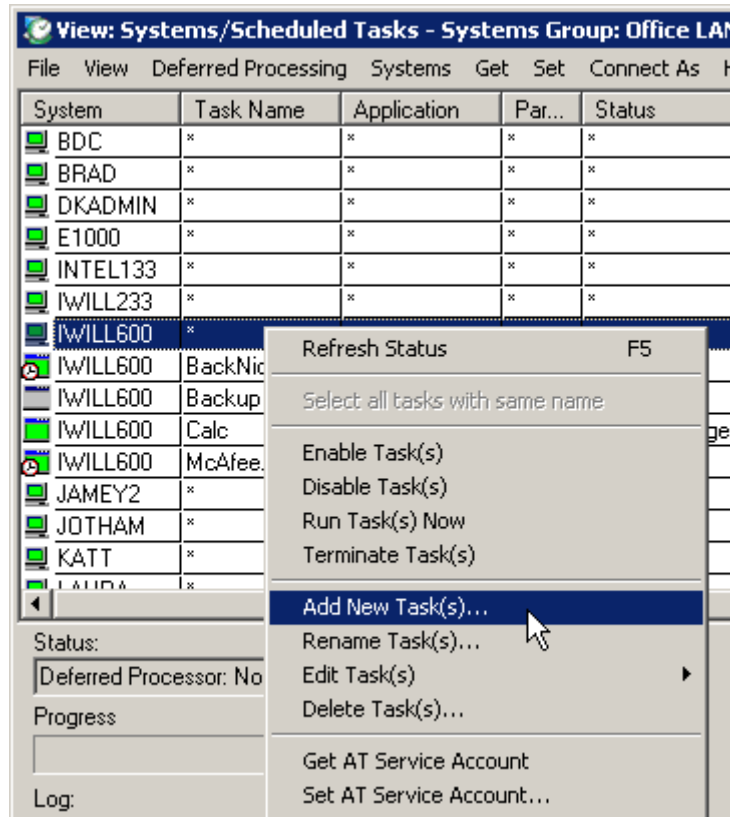 View: Systems/Scheduled Tasks - Systems Group: Office LAN
File View Deferred Processing Systems Get Set Connect As
System Task Name Application Par... Status
BDC * * * *
BRAD * * * *
DKADMIN * * * *
E1000 * * * *
INTEL133 * * * *
IWILL233 * * * *
IWILL600 *
IWILL600 BackNic
IWILL600 Backup
IWILL600 Calc ge
IWILL600 McAfee.
JAMEY2 *
JOTHAM *
KATT *
LAURA *
Refresh Status F5
Select all tasks with same name
Enable Task(s)
Disable Task(s)
Run Task(s) Now
Terminate Task(s)
Add New Task(s)...
Rename Task(s)...
Edit Task(s)
Delete Task(s)...
Get AT Service Account
Set AT Service Account...
Status:
Deferred Processor: No
Progress
Log: